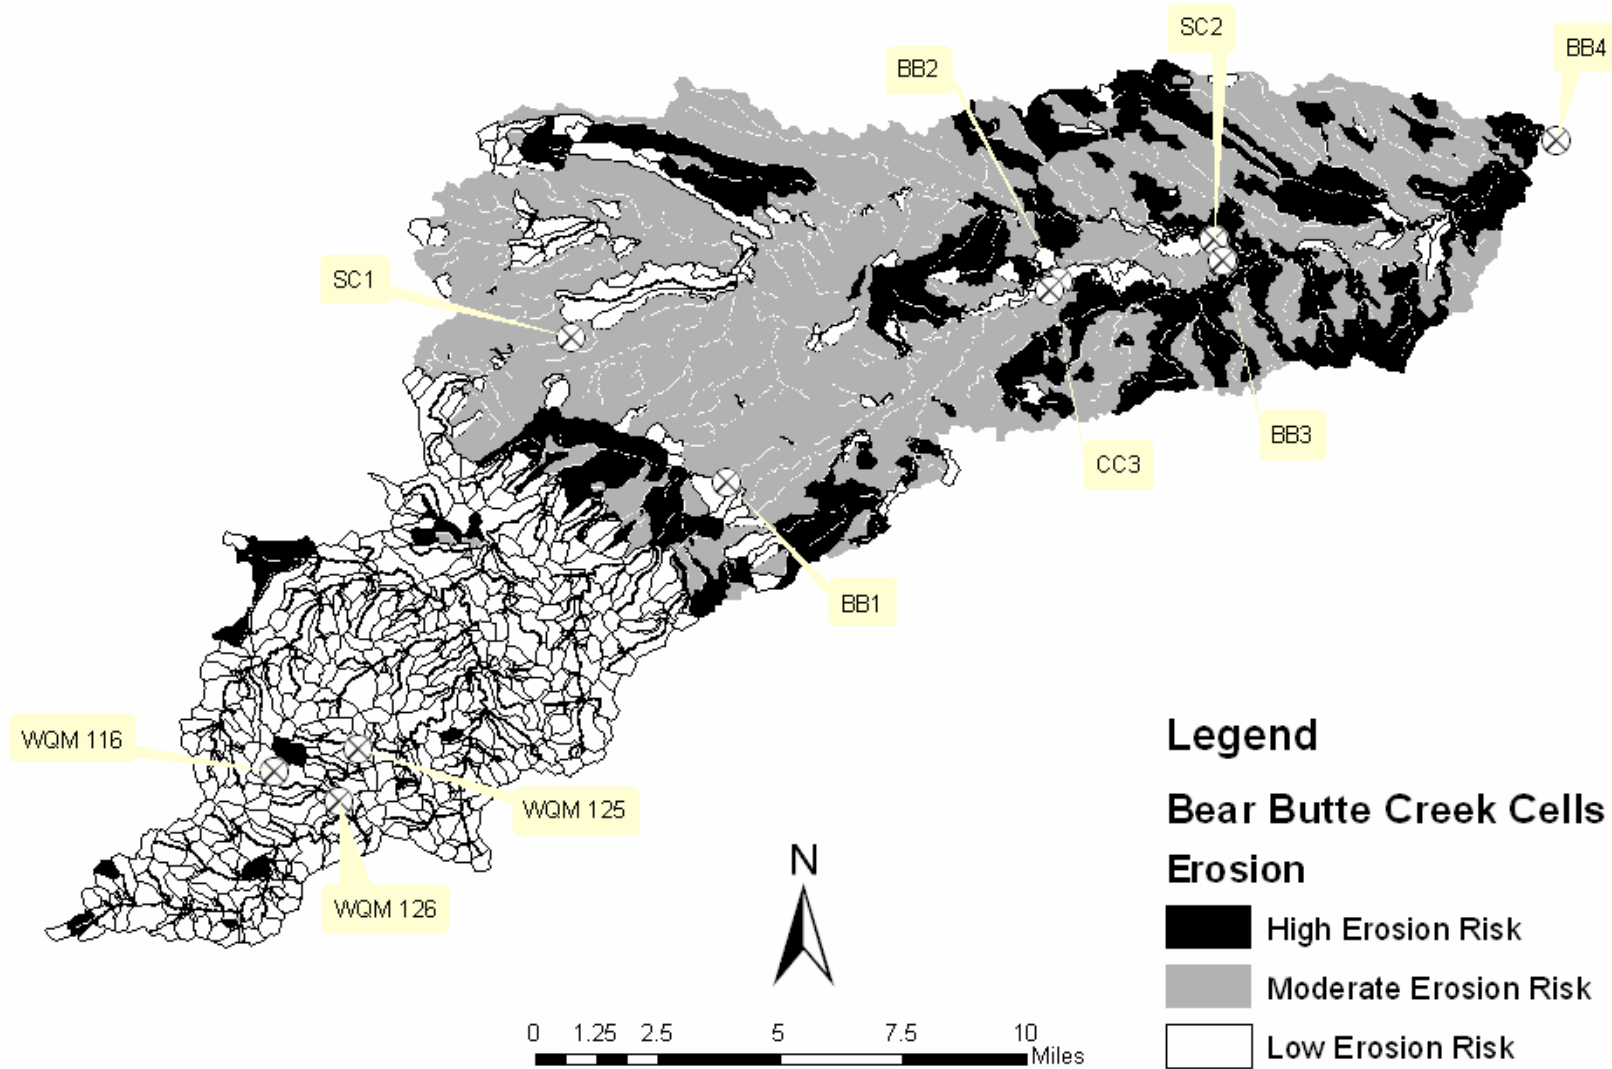 SC2
BB4
BB2
SC1
BB3
CC3
BB1
WQM 116
WQM 125
WQM 126
N
0 1.25 2.5 5 7.5 10
Miles
Legend
Bear Butte Creek Cells
Erosion
High Erosion Risk
Moderate Erosion Risk
Low Erosion Risk